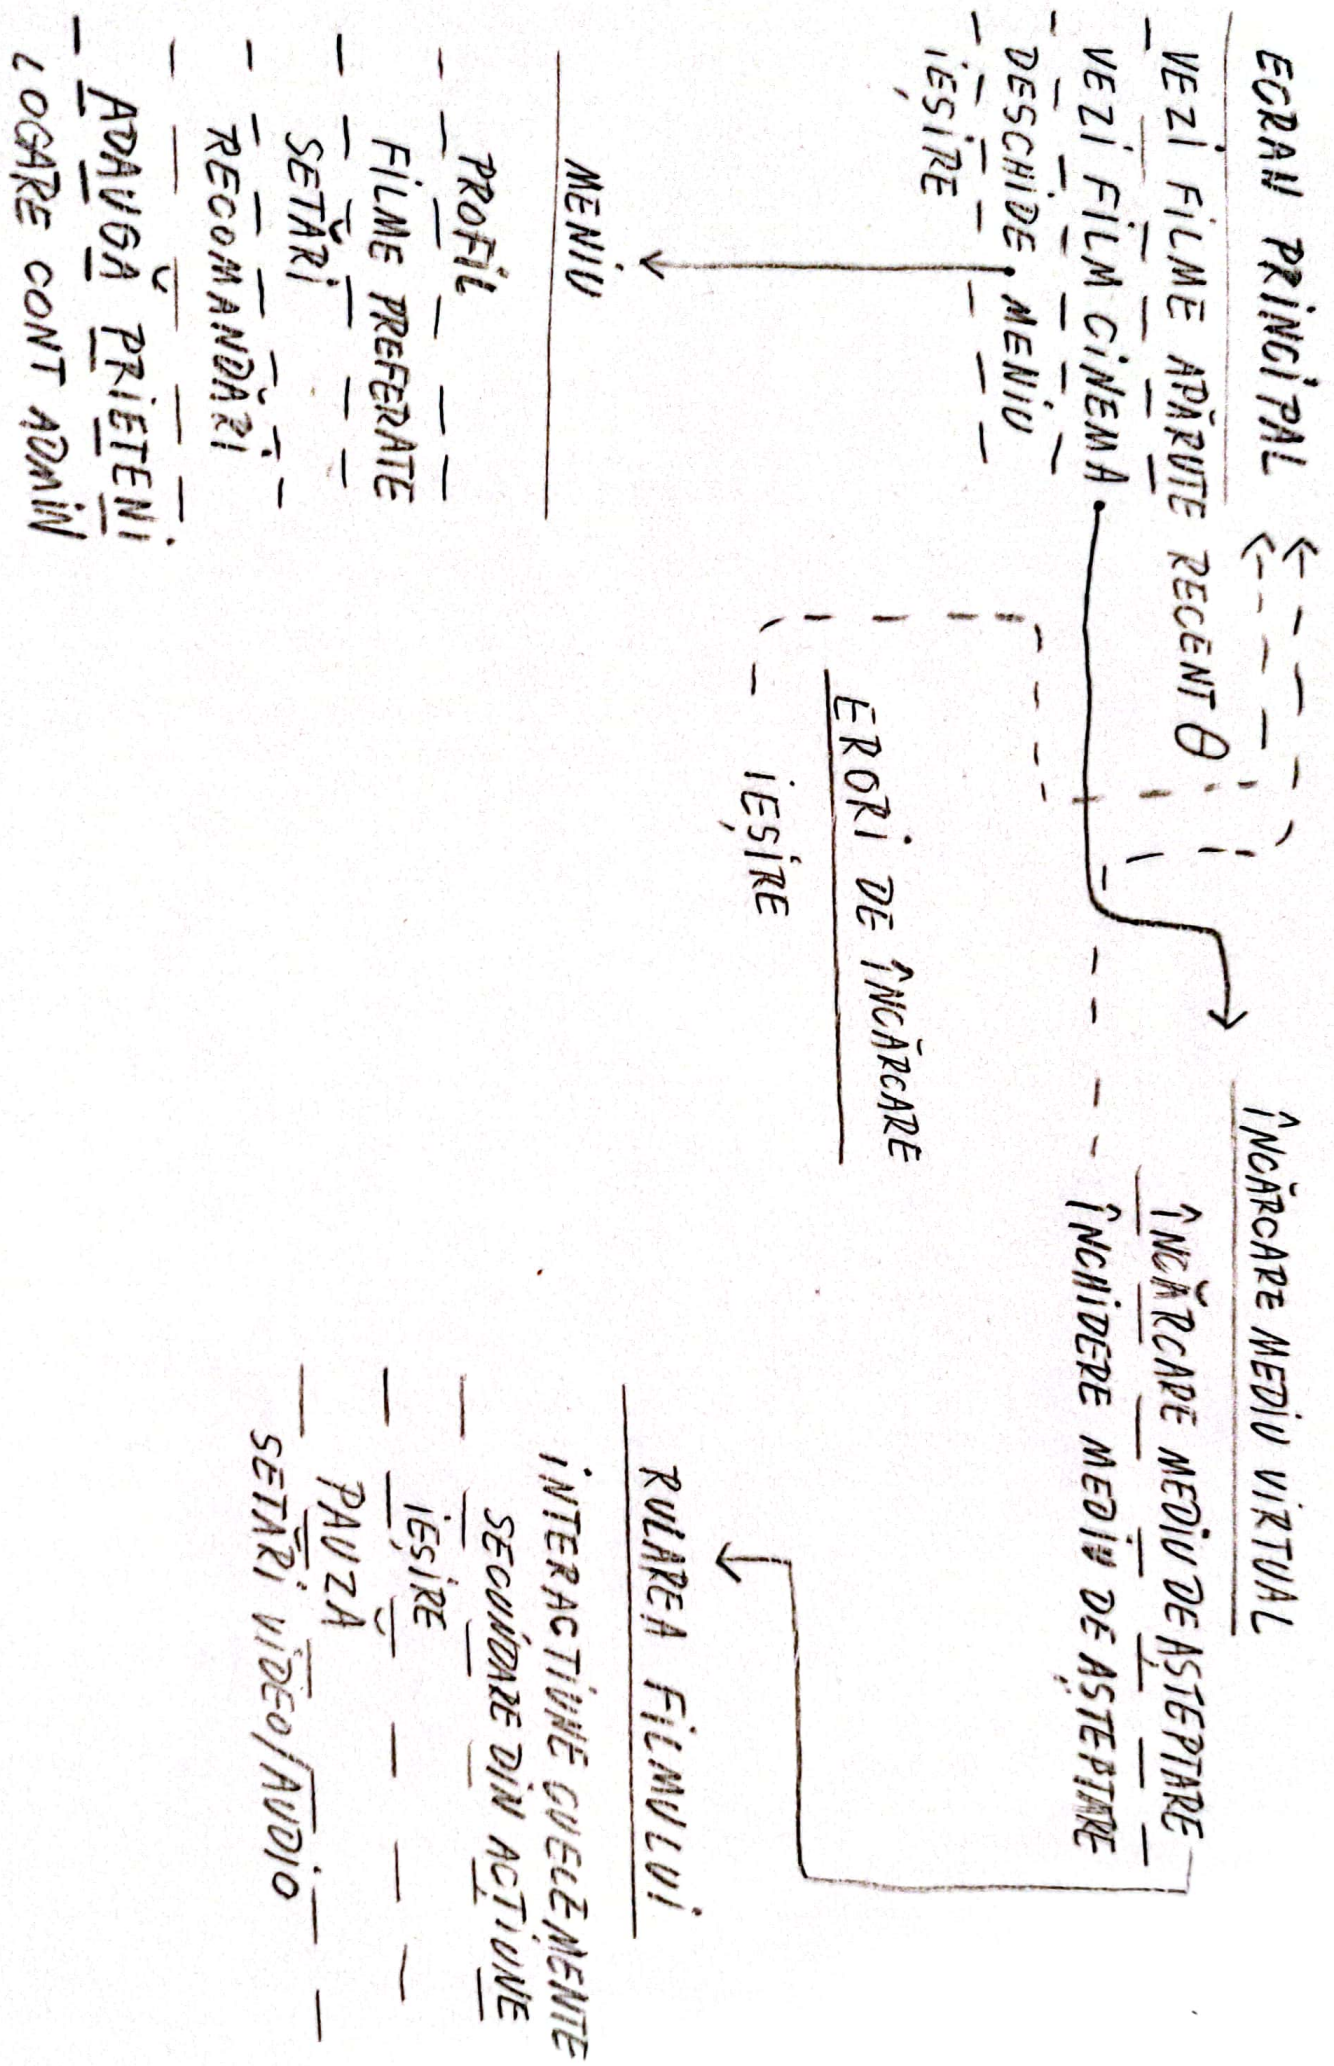 ECRAN PRINCIPAL
VEZI FILME APĂRUTE RECENT
VEZI FILM CINEMA
DESCHIDE MENIU
IEȘIRE
MENIU
PROFIL
FILME PREFERATE
SETĂRI
RECOMANDĂRI
ADAUGĂ PRIETENI
LOGARE CONT ADMIN
ERORI DE ÎNCĂRCARE
IEȘIRE
ÎNCĂRCARE MEDIU VIRTUAL
ÎNCĂRCARE MEDIU DE AȘTEPTARE
ÎNCHIDERE MEDIU DE AȘTEPTARE
RULAREA FILMULUI
INTERACȚIUNE CU ELEMENTE
SECUNDARE DIN ACȚIUNE
IEȘIRE
PAUZĂ
SETĂRI VIDEO/AUDIO